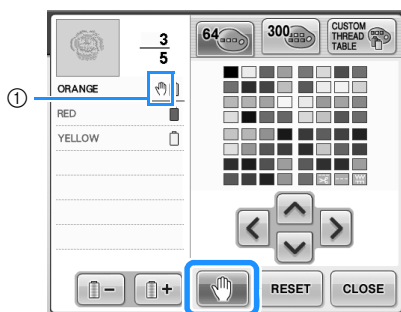 3
5
64
300
CUSTOM
THREAD
TABLE
①
ORANGE
RED
YELLOW
−
+
RESET
CLOSE